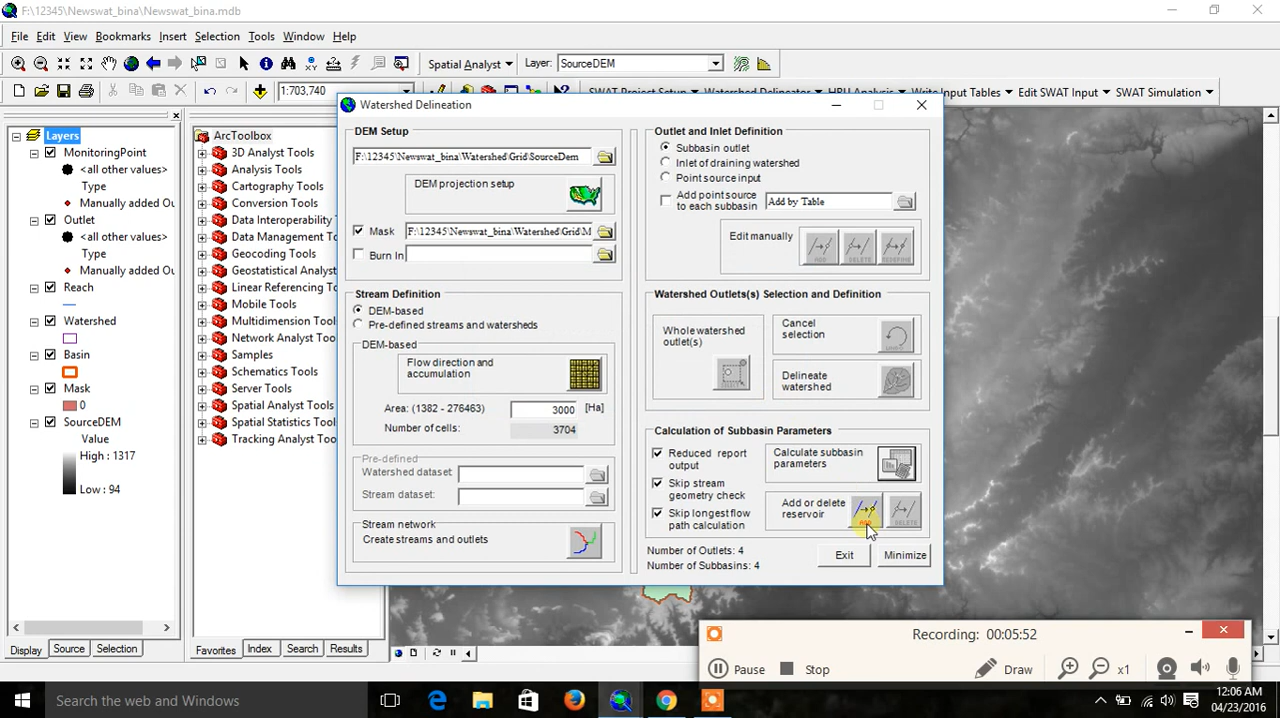 F:\12345\Newswat_bina\Newswat_bina.mdb
File Edit View Bookmarks Insert Selection Tools Window Help
Spatial Analyst Layer: SourceDEM
1:703,740 SWAT Project Setup Watershed Delineator HRU Analysis Write Input Tables Edit SWAT Input SWAT Simulation
Layers
MonitoringPoint
<all other values>
Type
Manually added Ou
Outlet
<all other values>
Type
Manually added Ou
Reach
Watershed
Basin
Mask
0
SourceDEM
Value
High : 1317
Low : 94
Display Source Selection
ArcToolbox
3D Analyst Tools
Analysis Tools
Cartography Tools
Conversion Tools
Data Interoperability
Data Management To
Geocoding Tools
Geostatistical Analyst
Linear Referencing To
Mobile Tools
Multidimension Tools
Network Analyst Tool
Samples
Schematics Tools
Server Tools
Spatial Analyst Tools
Spatial Statistics Tool
Tracking Analyst Tool
Favorites Index Search Results
Watershed Delineation
DEM Setup
F:\12345\Newswat_bina\Watershed\Grid\SourceDem
DEM projection setup
Mask F:\12345\Newswat_bina\Watershed\Grid\M
Burn In
Stream Definition
DEM-based
Pre-defined streams and watersheds
DEM-based
Flow direction and
accumulation
Area: (1382 - 276463) 3000 [Ha]
Number of cells: 3704
Pre-defined
Watershed dataset
Stream dataset:
Stream network
Create streams and outlets
Outlet and Inlet Definition
Subbasin outlet
Inlet of draining watershed
Point source input
Add point source
to each subbasin
Add by Table
Edit manually
ADD DELETE REDEFINE
Watershed Outlets(s) Selection and Definition
Whole watershed
outlet(s)
Cancel
selection
UNDO
Delineate
watershed
Calculation of Subbasin Parameters
Reduced report
output
Skip stream
geometry check
Skip longest flow
path calculation
Calculate subbasin
parameters
Add or delete
reservoir
ADD DELETE
Number of Outlets: 4
Number of Subbasins: 4
Exit Minimize
Recording: 00:05:52
Pause Stop Draw x1
Search the web and Windows
12:06 AM
04/23/2016